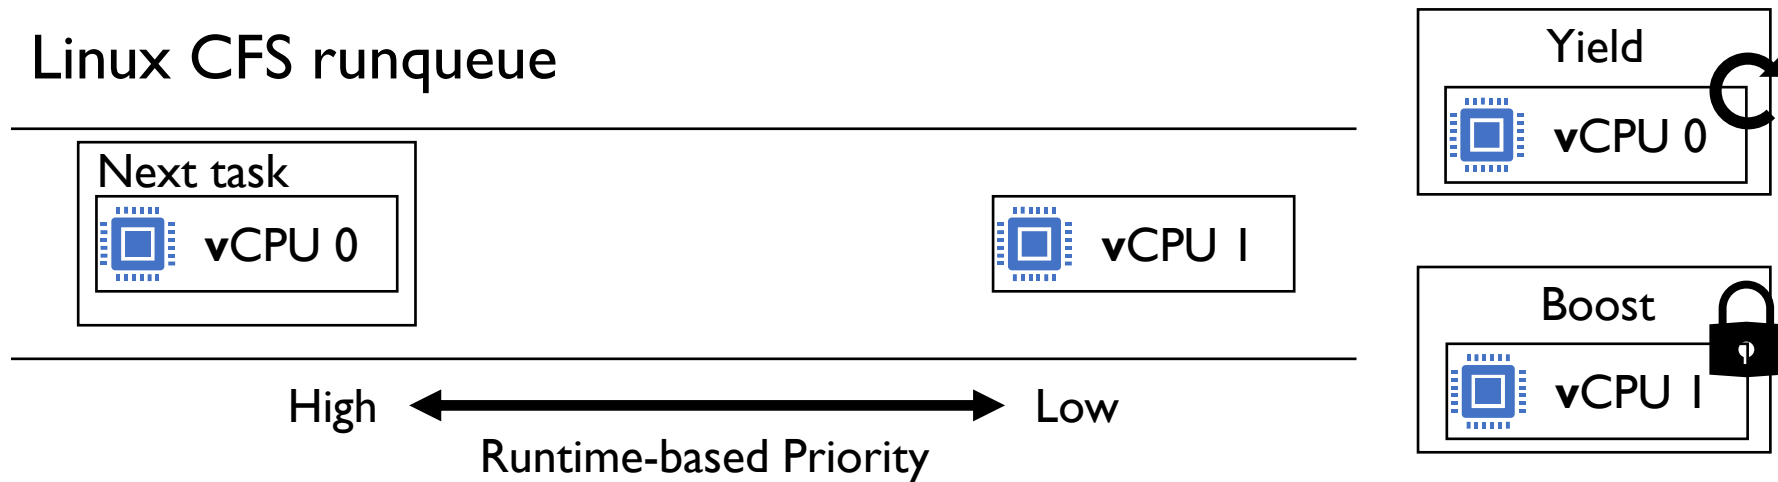 Linux CFS runqueue
Next task
vCPU 0
vCPU 1
High
Low
Runtime-based Priority
Yield
vCPU 0
Boost
vCPU 1